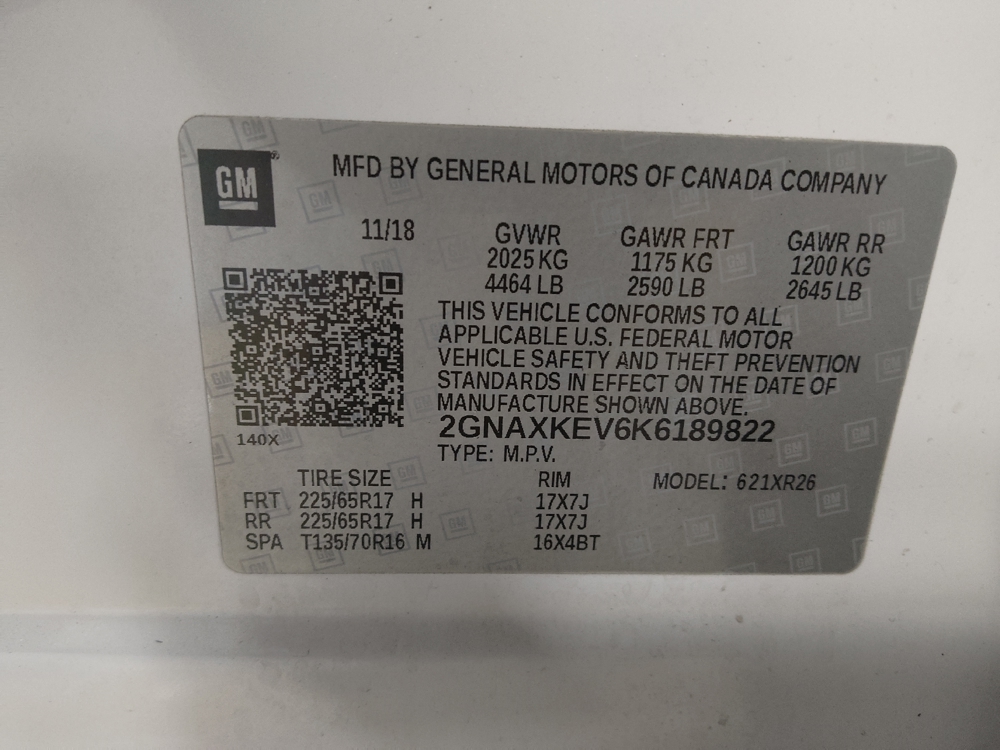 GM
MFD BY GENERAL MOTORS OF CANADA COMPANY
11/18 GVWR GAWR FRT GAWR RR
2025 KG 1175 KG 1200 KG
4464 LB 2590 LB 2645 LB
THIS VEHICLE CONFORMS TO ALL
APPLICABLE U.S. FEDERAL MOTOR
VEHICLE SAFETY AND THEFT PREVENTION
STANDARDS IN EFFECT ON THE DATE OF
MANUFACTURE SHOWN ABOVE.
2GNAXKEV6K6189822
140X
TYPE: M.P.V.
TIRE SIZE RIM MODEL: 621XR26
FRT 225/65R17 H 17X7J
RR 225/65R17 H 17X7J
SPA T135/70R16 M 16X4BT